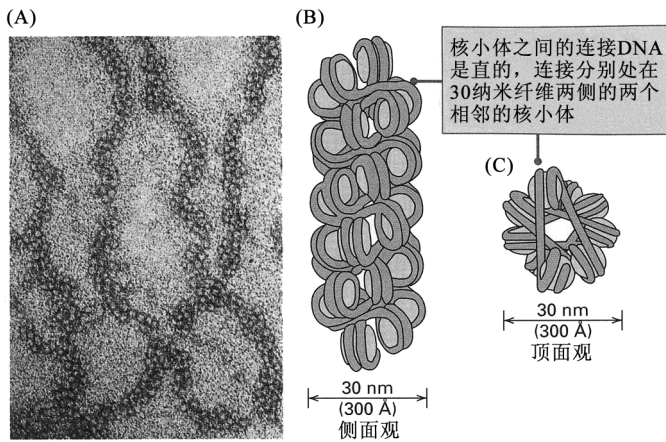 (A)
(B)
核小体之间的连接DNA
是直的，连接分别处在
30纳米纤维两侧的两个
相邻的核小体
(C)
30 nm
(300 Å)
顶面观
30 nm
(300 Å)
侧面观